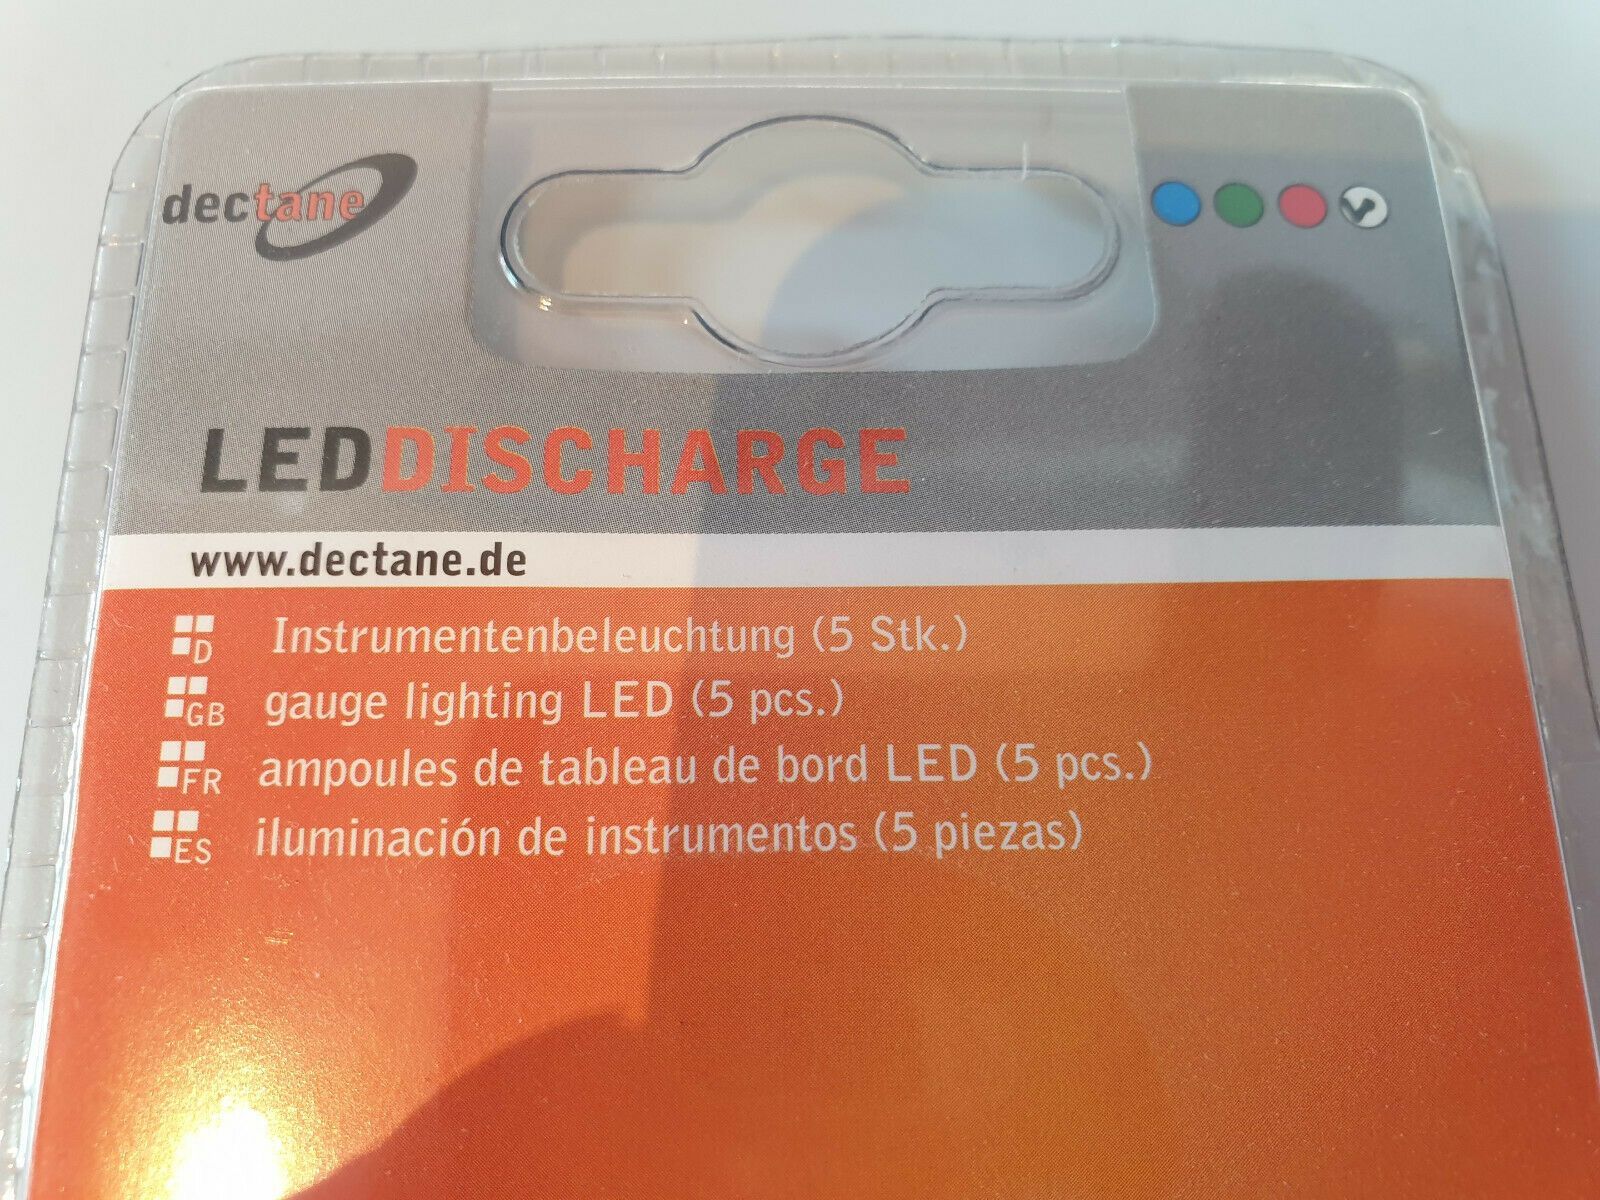 dectane
LEDDISCHARGE
www.dectane.de
D Instrumentenbeleuchtung (5 Stk.)
GB gauge lighting LED (5 pcs.)
FR ampoules de tableau de bord LED (5 pcs.)
ES iluminación de instrumentos (5 piezas)